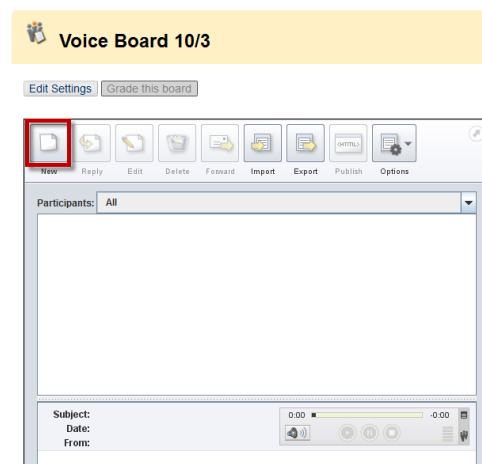 Voice Board 10/3
Edit Settings Grade this board
New Reply Edit Delete Forward Import Export Publish Options
Participants: All
Subject:
Date:
From:
0:00 -0:00